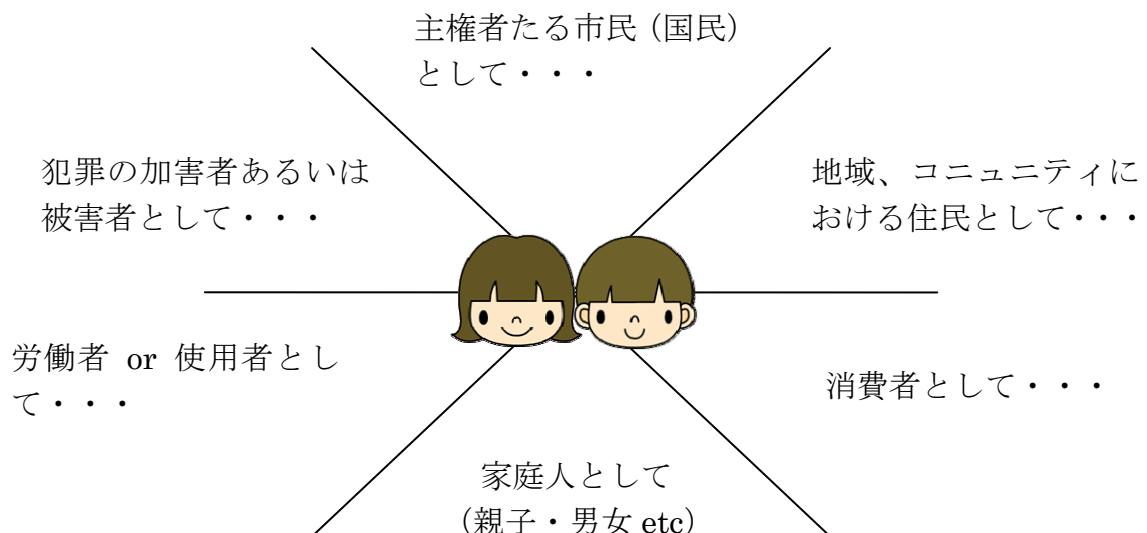 主権者たる市民（国民）
として・・・
犯罪の加害者あるいは
被害者として・・・
地域、コニュニティに
おける住民として・・・
労働者 or 使用者とし
て・・・
消費者として・・・
家庭人として
（親子・男女 etc）